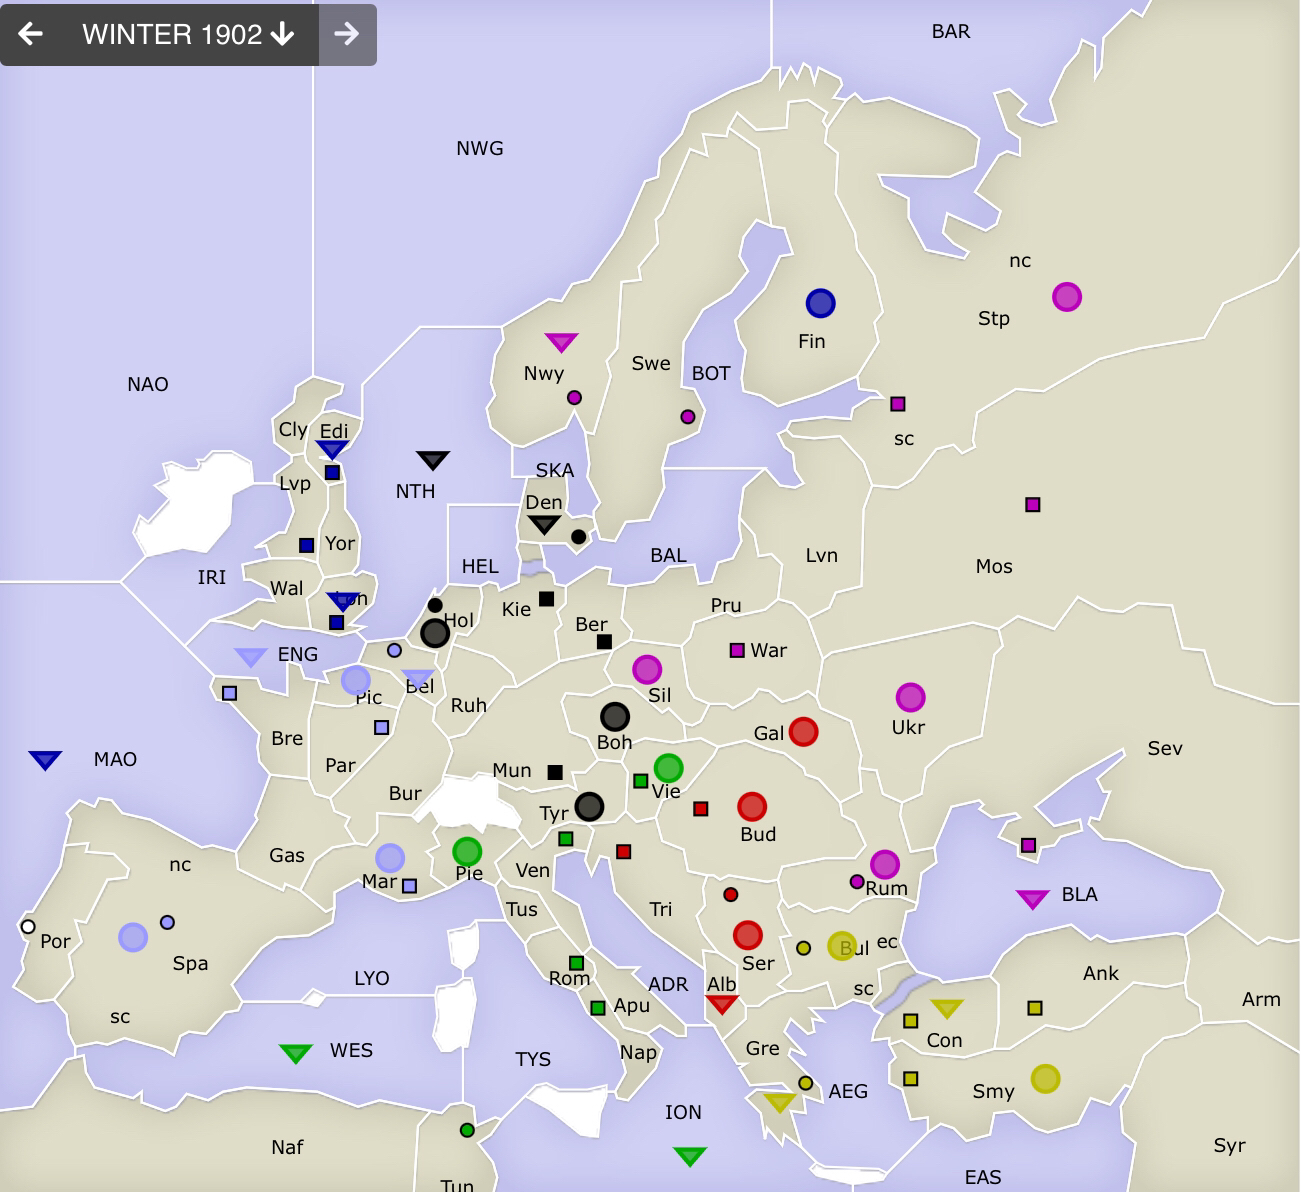 WINTER 1902
BAR
NWG
nc
Stp
Fin
Nwy
Swe
BOT
NAO
Cly
Edi
sc
SKA
Lvp
NTH
Den
Yor
BAL
Lvn
HEL
Mos
IRI
Wal
Lon
Kie
Pru
Hol
Ber
War
ENG
Bel
Pic
Sil
Ruh
Ukr
Gal
Bre
Boh
Sev
MAO
Par
Mun
Vie
Bur
Tyr
Bud
Gas
nc
Mar
Pie
Ven
Rum
BLA
Tus
Tri
Por
Bul
ec
Spa
Ser
Ank
LYO
Rom
ADR
Alb
sc
Arm
Apu
sc
Con
WES
TYS
Nap
Gre
AEG
Smy
ION
Naf
Syr
EAS
Tun